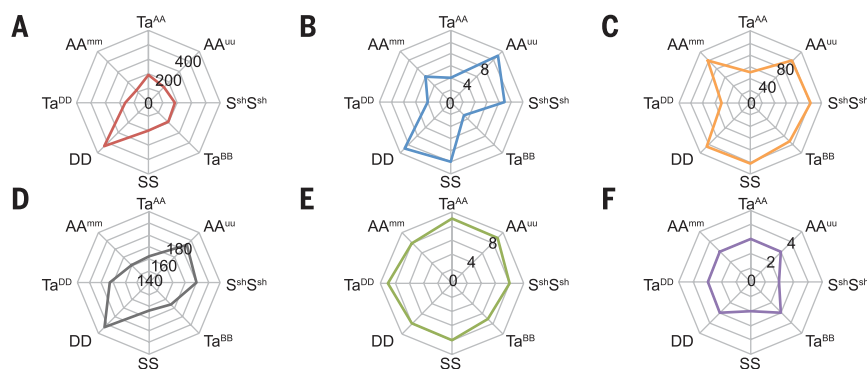 A
Ta^AA
AA^mm
AA^uu
400
200
0
Ta^DD
S^shS^sh
DD
Ta^BB
SS
B
Ta^AA
AA^mm
AA^uu
8
4
0
Ta^DD
S^shS^sh
DD
Ta^BB
SS
C
Ta^AA
AA^mm
AA^uu
80
40
0
Ta^DD
S^shS^sh
DD
Ta^BB
SS
D
Ta^AA
AA^mm
AA^uu
180
160
140
Ta^DD
S^shS^sh
DD
Ta^BB
SS
E
Ta^AA
AA^mm
AA^uu
8
4
0
Ta^DD
S^shS^sh
DD
Ta^BB
SS
F
Ta^AA
AA^mm
AA^uu
4
2
0
Ta^DD
S^shS^sh
DD
Ta^BB
SS